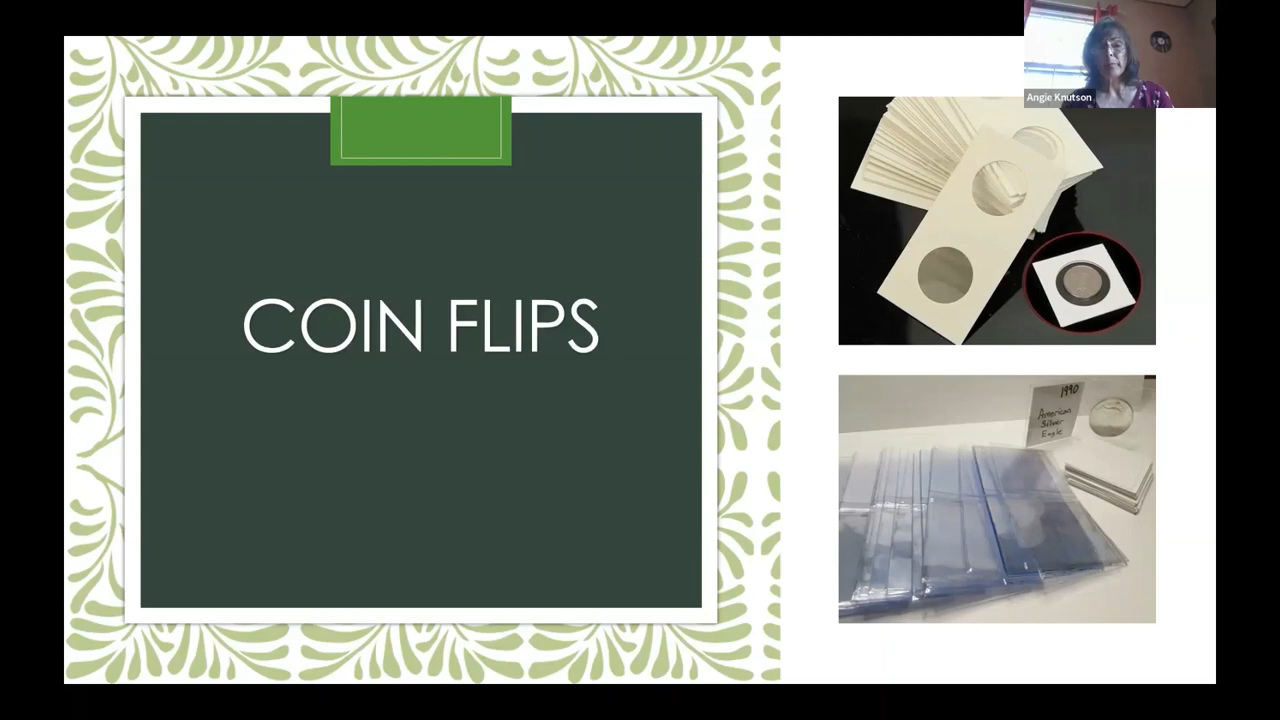 COIN FLIPS
Angie Knutson
1990
American
Silver
Eagle